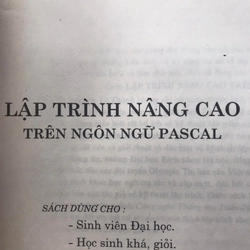 LẬP TRÌNH NÂNG CAO
TRÊN NGÔN NGỮ PASCAL
SÁCH DÙNG CHO :
- Sinh viên Đại học.
- Học sinh khá, giỏi.